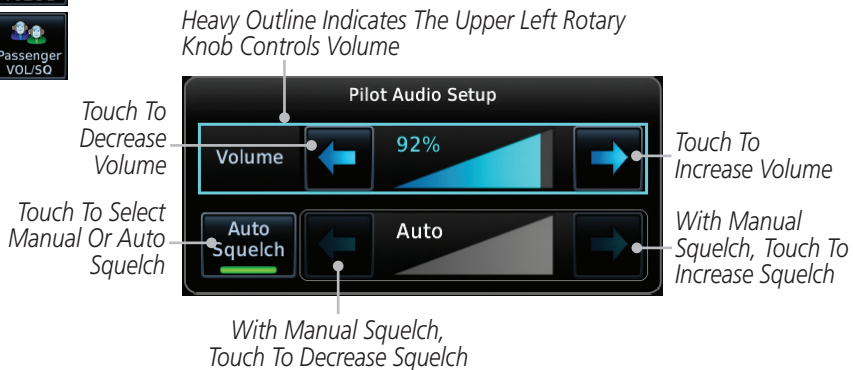 Heavy Outline Indicates The Upper Left Rotary
Knob Controls Volume
Passenger
VOL/SQ
Pilot Audio Setup
Touch To
Decrease
Volume
Volume
92%
Touch To
Increase Volume
Touch To Select
Manual Or Auto
Squelch
Auto
Squelch
Auto
With Manual
Squelch, Touch To
Increase Squelch
With Manual Squelch,
Touch To Decrease Squelch